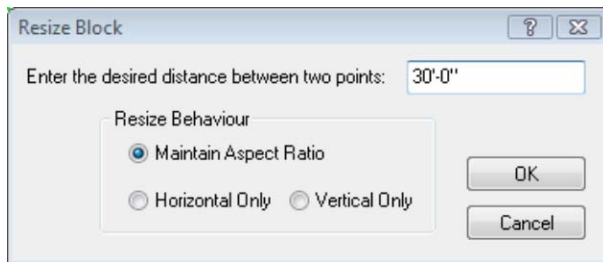 Resize Block
Enter the desired distance between two points: 30'-0"
Resize Behaviour
Maintain Aspect Ratio
Horizontal Only Vertical Only
OK
Cancel